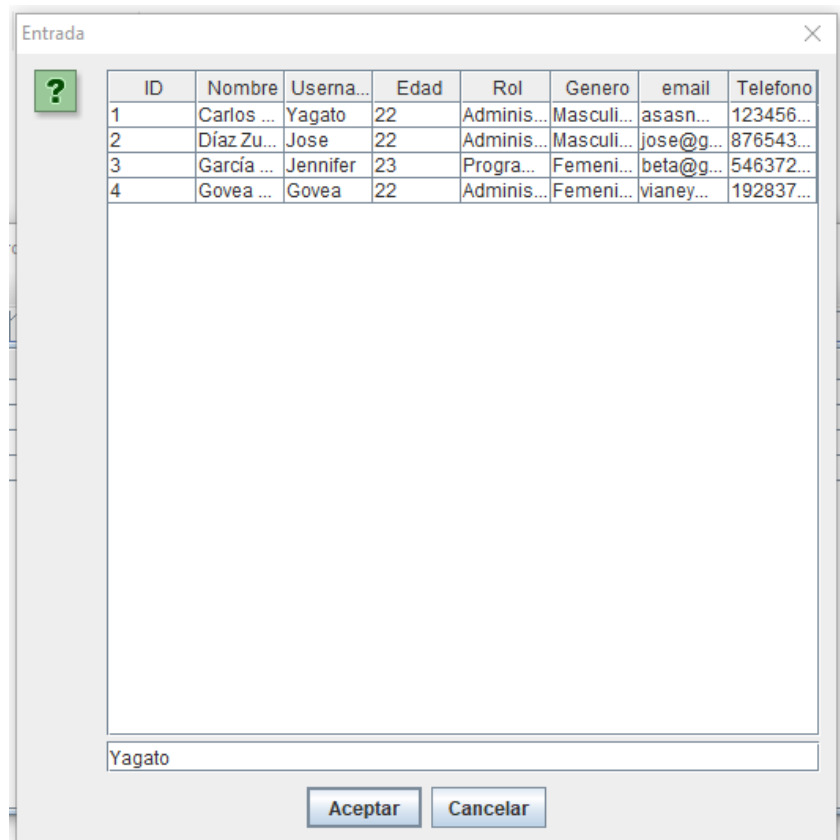 Entrada
?
ID Nombre Userna... Edad Rol Genero email Telefono
1 Carlos ... Yagato 22 Adminis... Masculi... asasn... 123456...
2 Díaz Zu... Jose 22 Adminis... Masculi... jose@g... 876543...
3 García ... Jennifer 23 Progra... Femeni... beta@g... 546372...
4 Govea ... Govea 22 Adminis... Femeni... vianey... 192837...
Yagato
Aceptar Cancelar